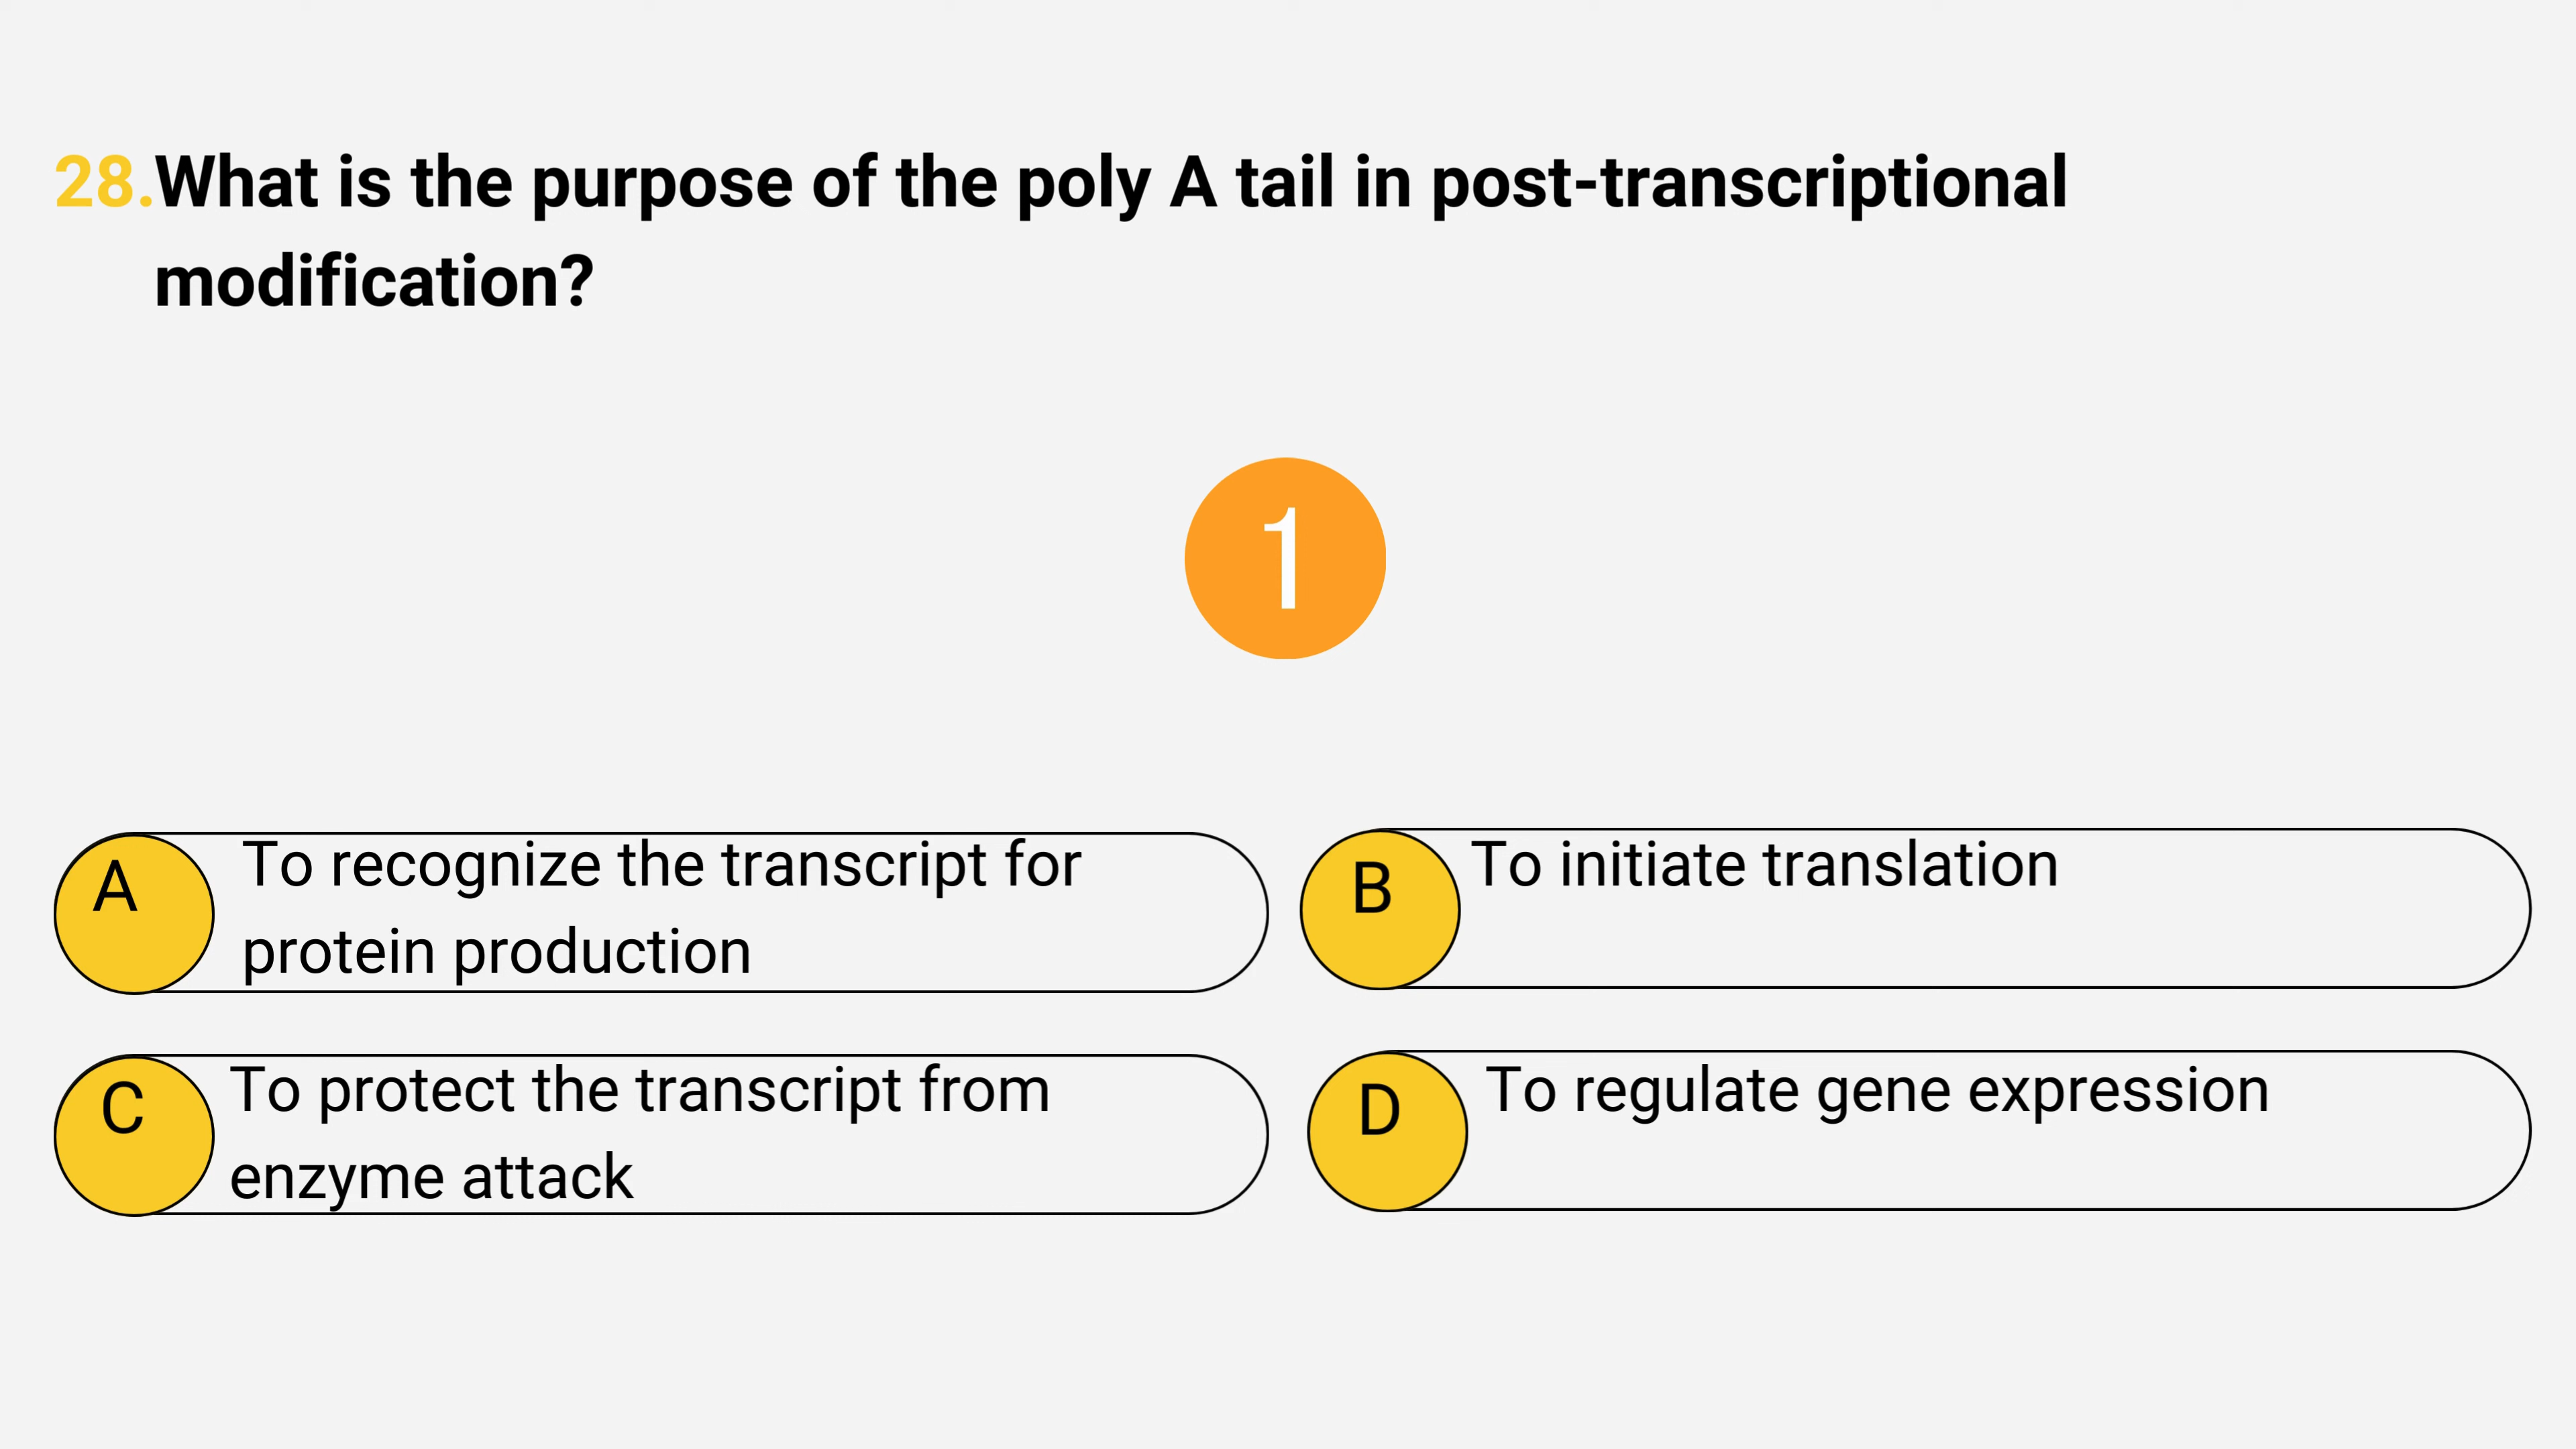 28.What is the purpose of the poly A tail in post-transcriptional
modification?
1
A
To recognize the transcript for
protein production
B
To initiate translation
C
To protect the transcript from
enzyme attack
D
To regulate gene expression